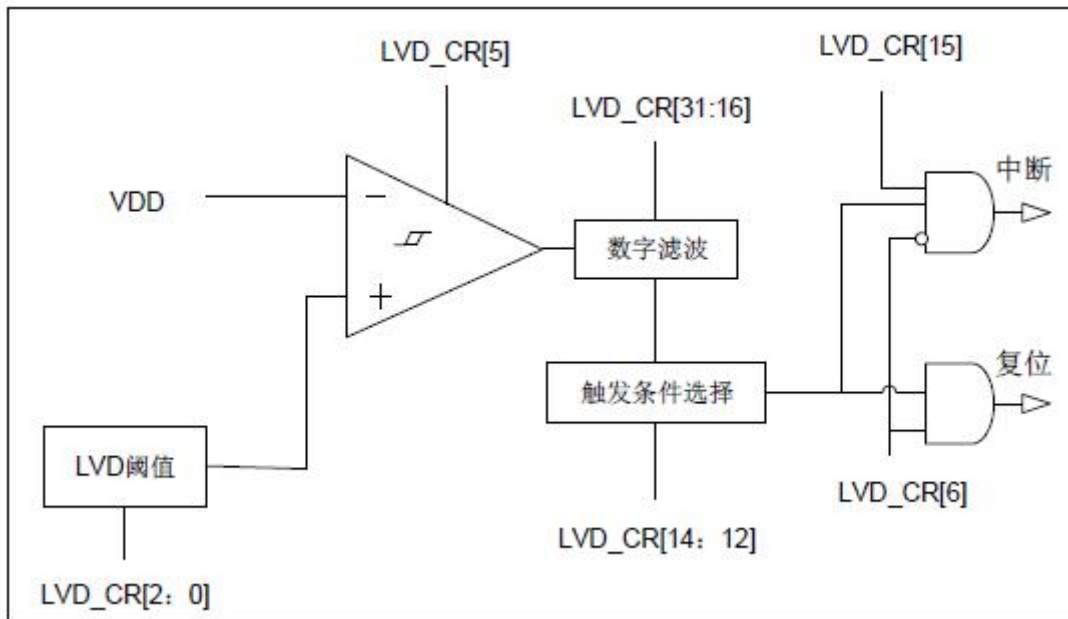 LVD_CR[5]
LVD_CR[15]
LVD_CR[31:16]
VDD
−
+
数字滤波
中断
触发条件选择
复位
LVD阈值
LVD_CR[6]
LVD_CR[14：12]
LVD_CR[2：0]